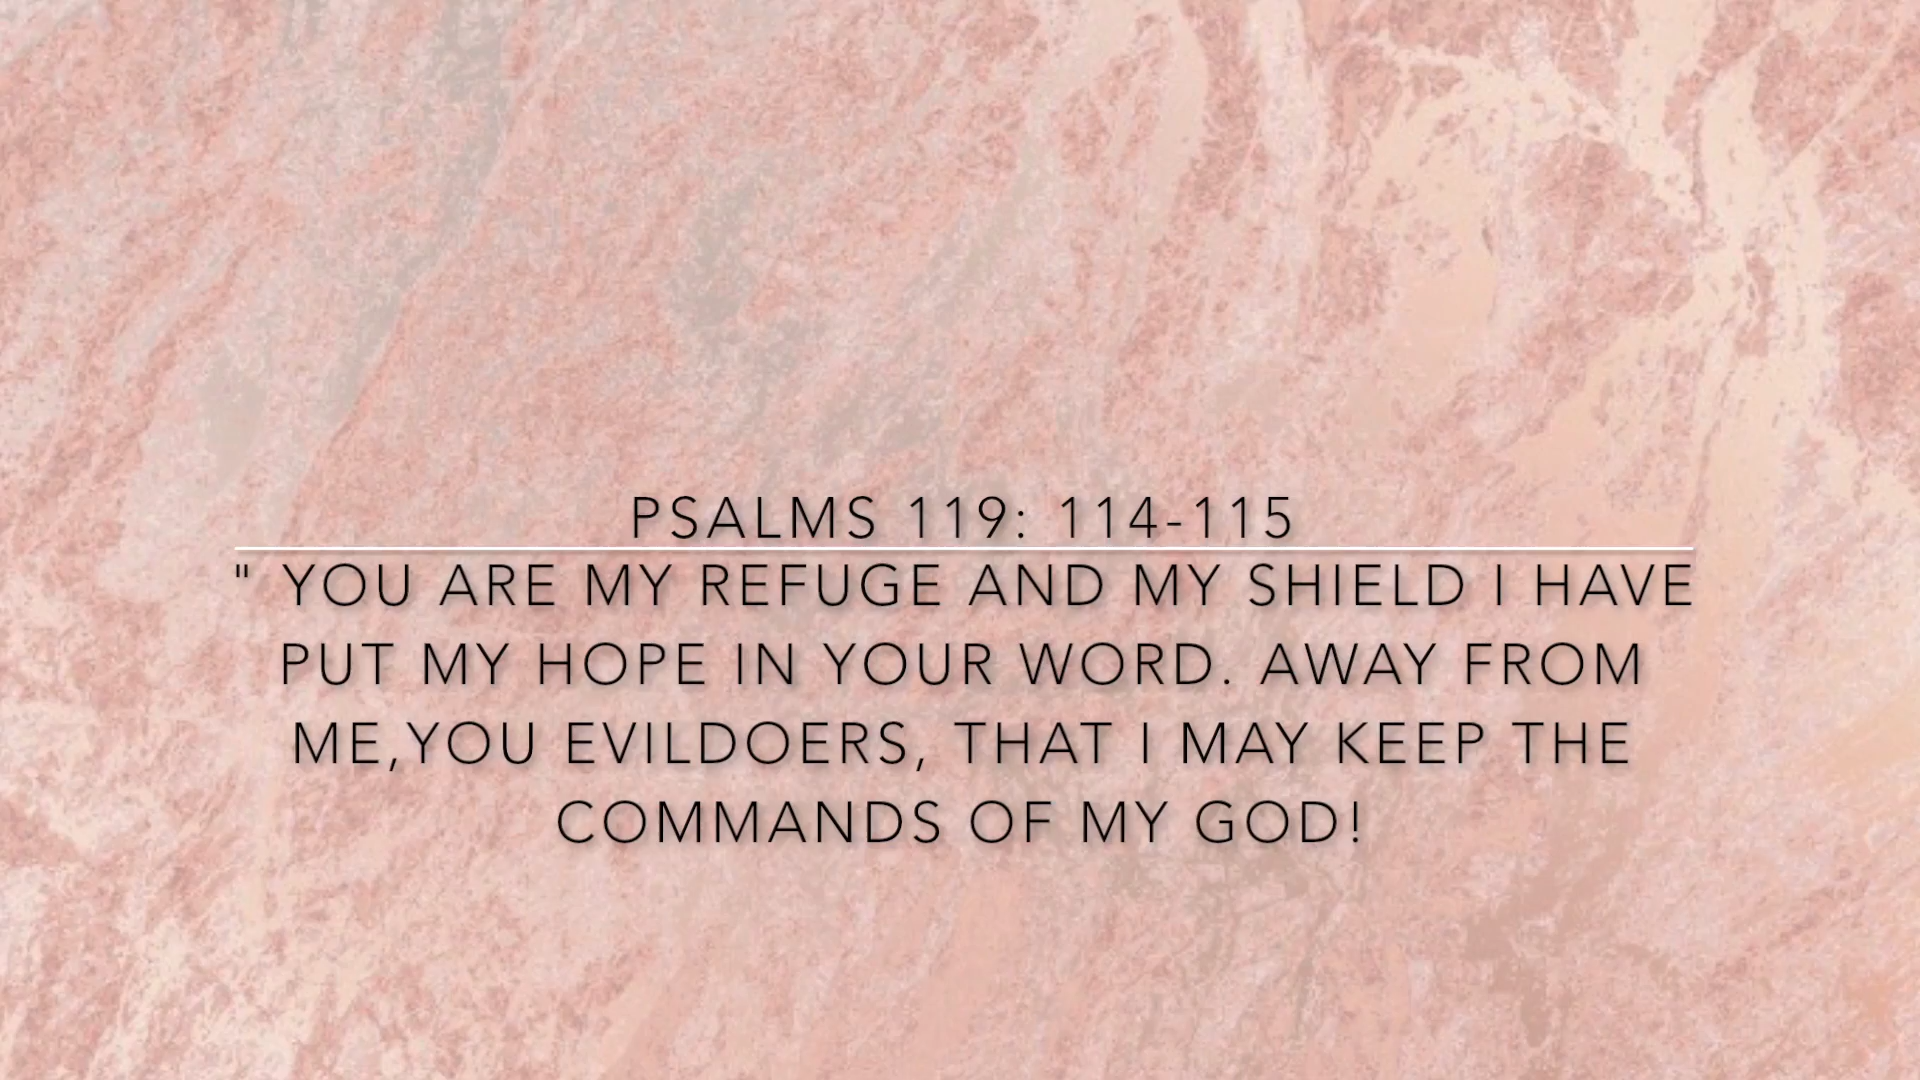 PSALMS 119: 114-115
" YOU ARE MY REFUGE AND MY SHIELD I HAVE
PUT MY HOPE IN YOUR WORD. AWAY FROM
ME,YOU EVILDOERS, THAT I MAY KEEP THE
COMMANDS OF MY GOD!